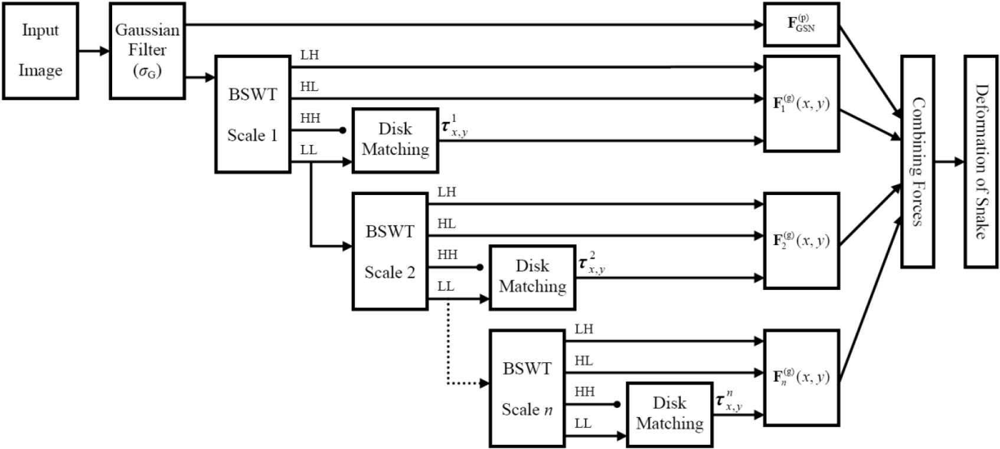 Input
Image
Gaussian
Filter
(σG)
F(p)GSN
BSWT
Scale 1
LH
HL
HH
LL
Disk
Matching
τ1x,y
F1(g)(x, y)
BSWT
Scale 2
LH
HL
HH
LL
Disk
Matching
τ2x,y
F2(g)(x, y)
BSWT
Scale n
LH
HL
HH
LL
Disk
Matching
τnx,y
Fn(g)(x, y)
Combining Forces
Deformation of Snake